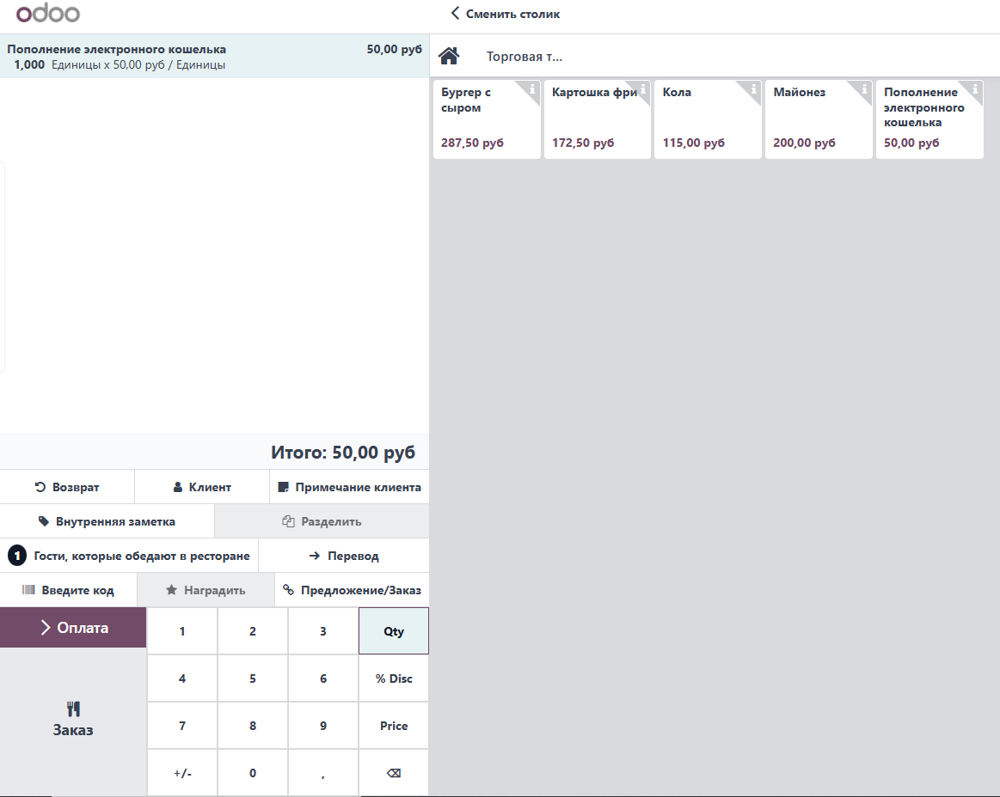 odoo
Сменить столик
Пополнение электронного кошелька 50,00 руб
1,000 Единицы x 50,00 руб / Единицы
Торговая т...
Бургер с
сыром
287,50 руб
Картошка фри
172,50 руб
Кола
115,00 руб
Майонез
200,00 руб
Пополнение
электронного
кошелька
50,00 руб
Итого: 50,00 руб
Возврат
Клиент
Примечание клиента
Внутренняя заметка
Разделить
1 Гости, которые обедают в ресторане
Перевод
Введите код
Наградить
Предложение/Заказ
Оплата
Заказ
1 2 3 Qty
4 5 6 % Disc
7 8 9 Price
+/- 0 , ⌫